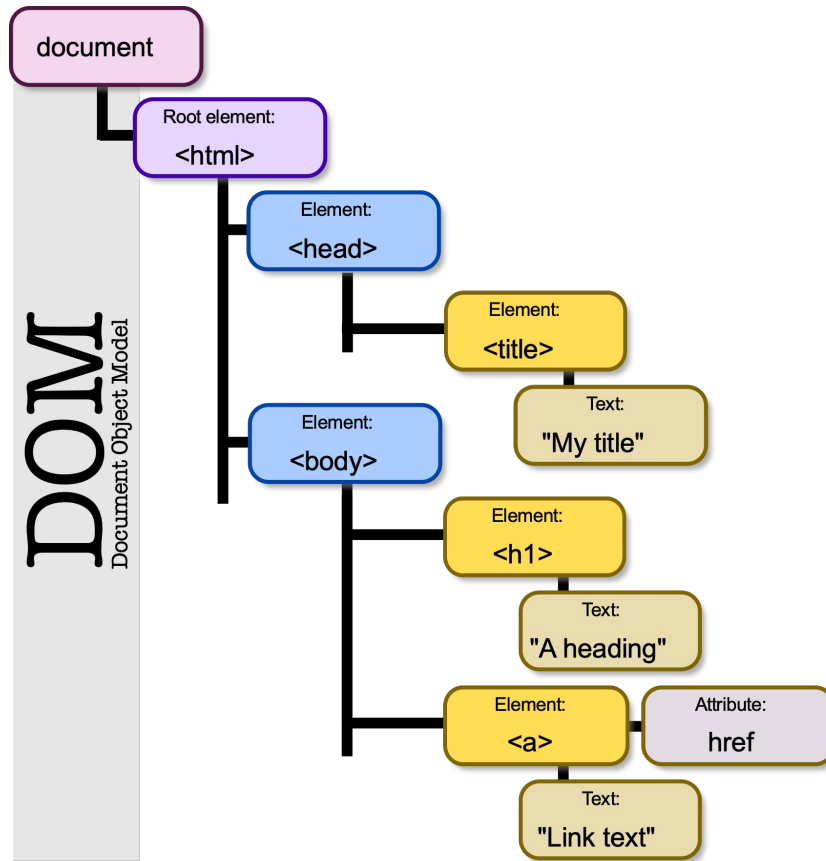 document
Root element:
<html>
Element:
<head>
Element:
<title>
Text:
"My title"
Element:
<body>
Element:
<h1>
Text:
"A heading"
Element:
<a>
Attribute:
href
Text:
"Link text"
DOM
Document Object Model